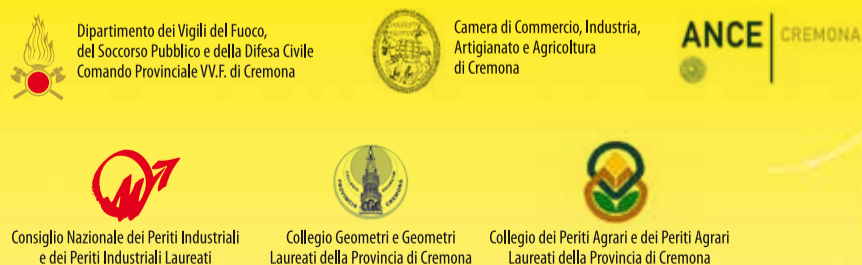 Dipartimento dei Vigili del Fuoco,
del Soccorso Pubblico e della Difesa Civile
Comando Provinciale VV.F. di Cremona
Camera di Commercio, Industria,
Artigianato e Agricoltura
di Cremona
ANCE CREMONA
Consiglio Nazionale dei Periti Industriali
e dei Periti Industriali Laureati
Collegio Geometri e Geometri
Laureati della Provincia di Cremona
Collegio dei Periti Agrari e dei Periti Agrari
Laureati della Provincia di Cremona